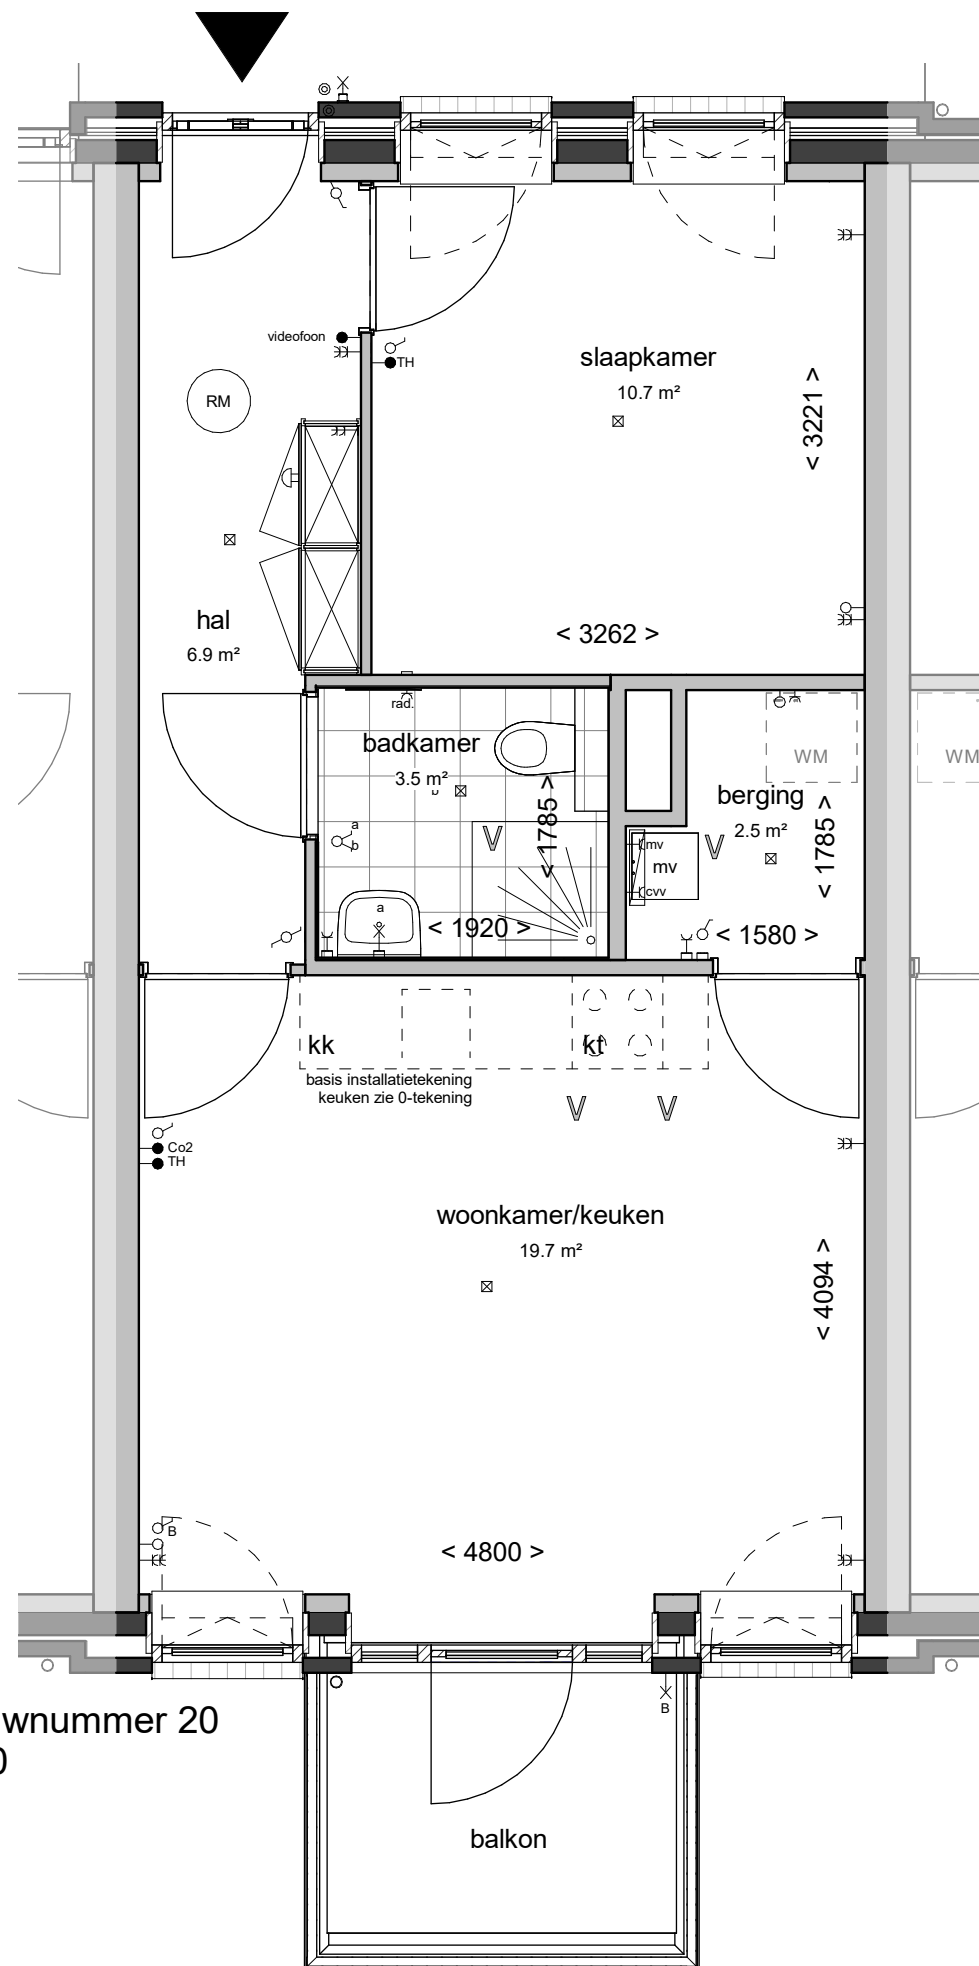 videofoon
TH
RM
slaapkamer
10.7 m²
< 3221 >
< 3262 >
hal
6.9 m²
rad.
badkamer
3.5 m²
b
a
b
a
< 1785 >
< 1920 >
V
WM
WM
berging
2.5 m²
V
mv
mv
cvv
< 1785 >
< 1580 >
kk
kt
basis installatietekening
keuken zie 0-tekening
V
V
Co2
TH
woonkamer/keuken
19.7 m²
< 4094 >
B
< 4800 >
B
wnummer 20
balkon